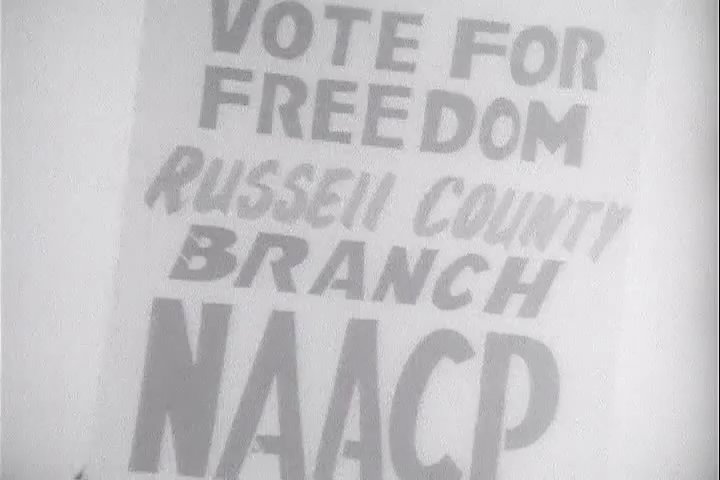 VOTE FOR
FREEDOM
RUSSEll COUNTY
BRANCH
NAACP